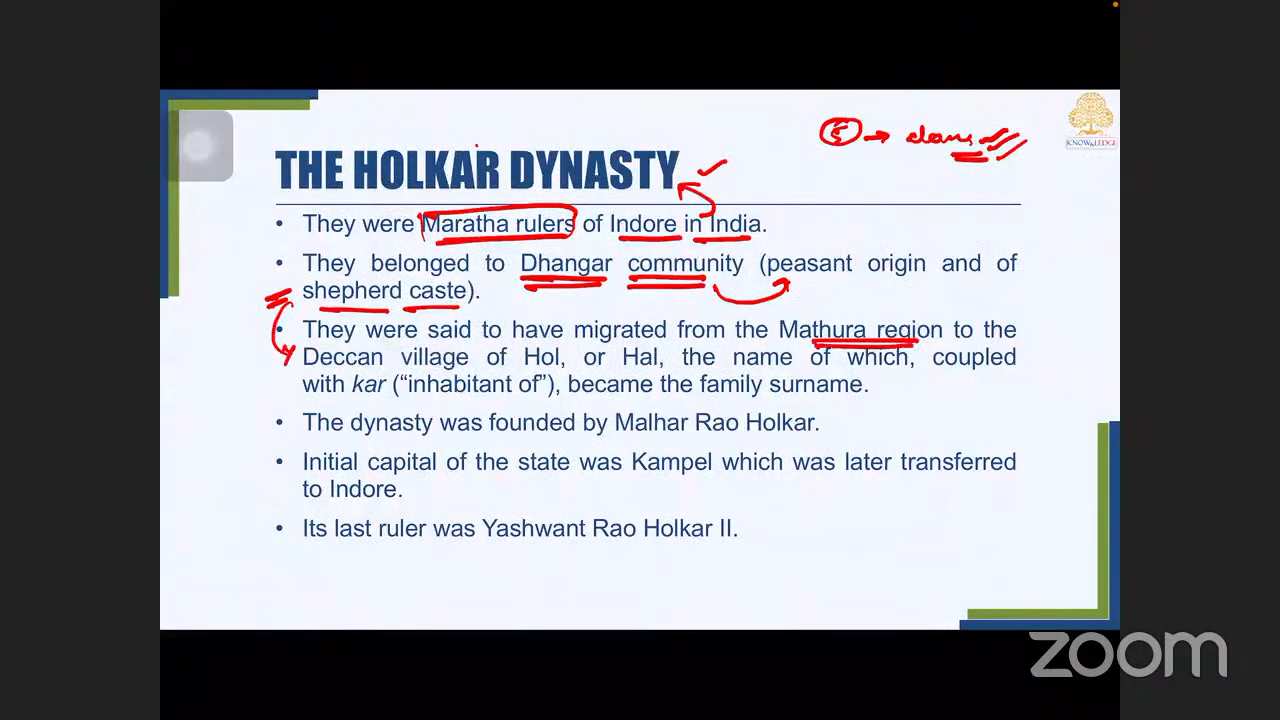 5 → clans
KNOWLEDGE
THE HOLKAR DYNASTY
• They were Maratha rulers of Indore in India.
• They belonged to Dhangar community (peasant origin and of
shepherd caste).
• They were said to have migrated from the Mathura region to the
Deccan village of Hol, or Hal, the name of which, coupled
with kar (“inhabitant of”), became the family surname.
• The dynasty was founded by Malhar Rao Holkar.
• Initial capital of the state was Kampel which was later transferred
to Indore.
• Its last ruler was Yashwant Rao Holkar II.
zoom